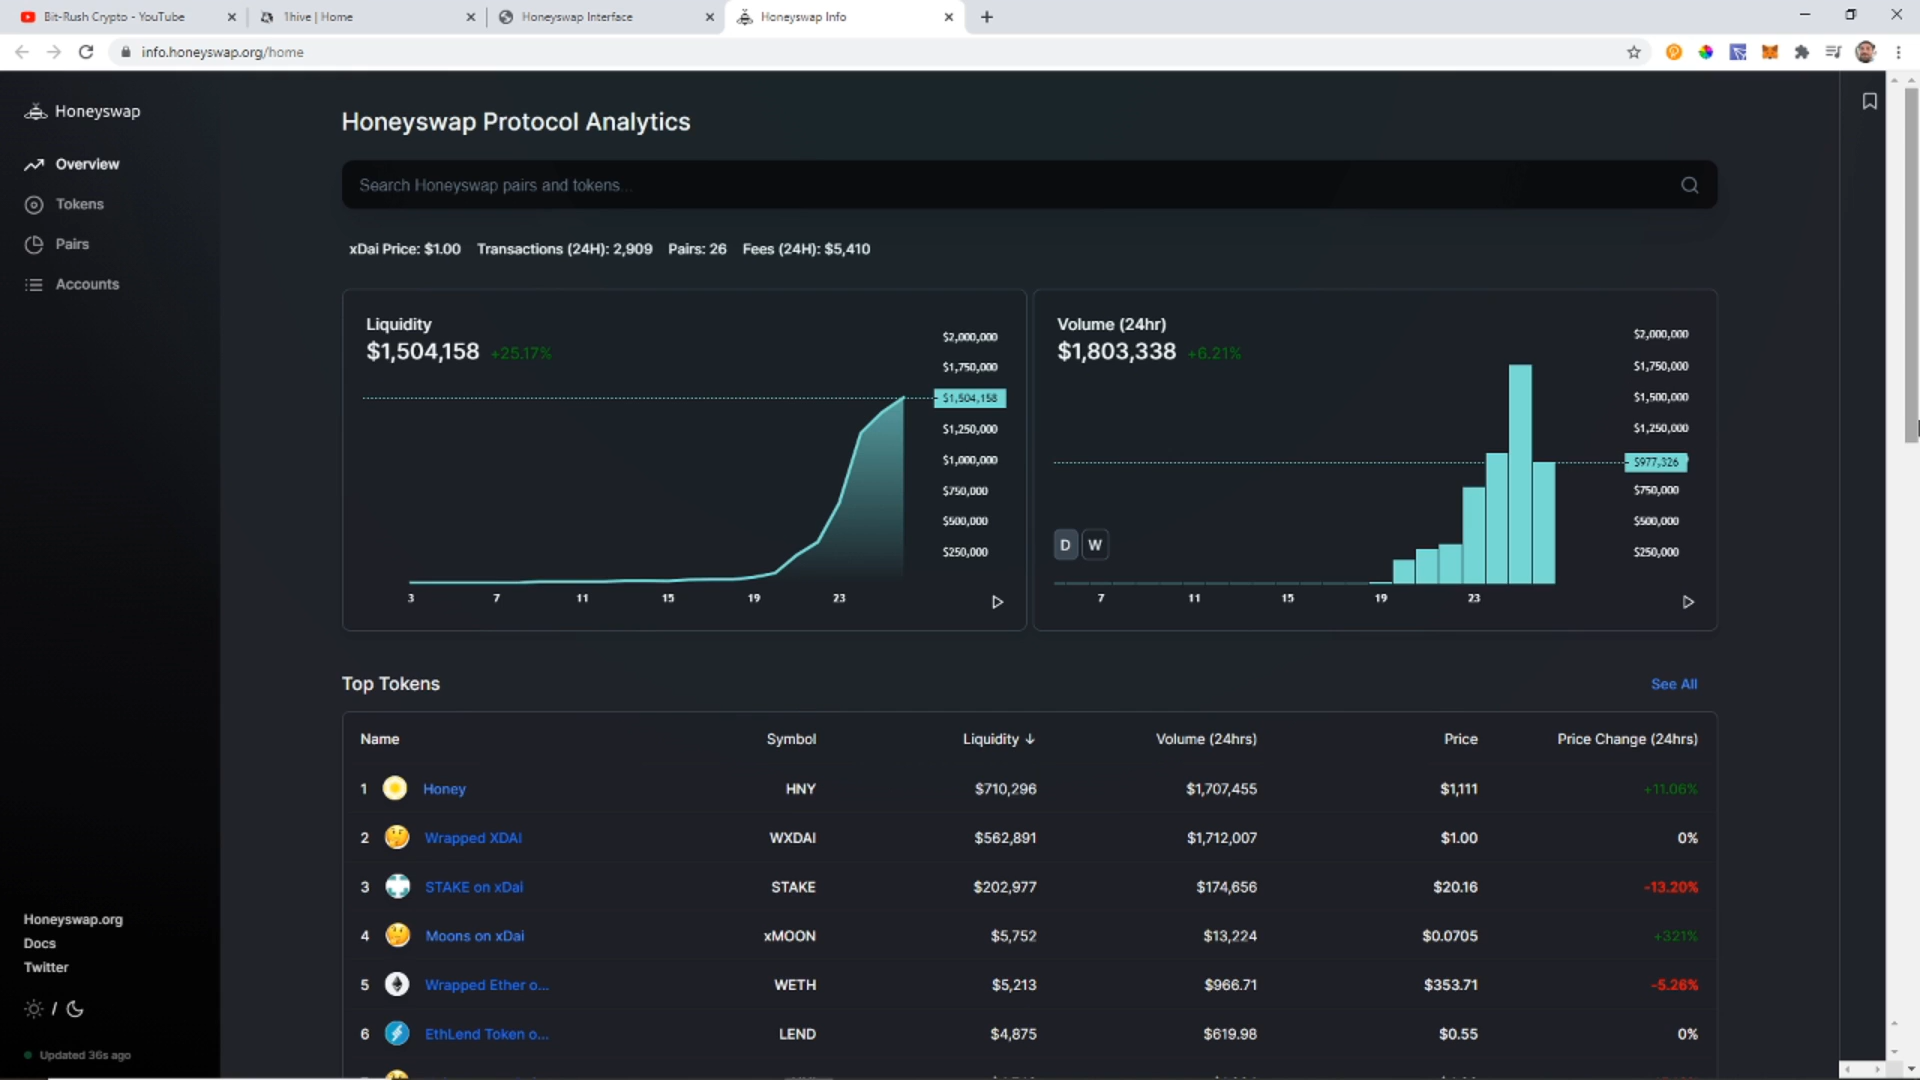 Bit-Rush Crypto - YouTube
1hive | Home
Honeyswap Interface
Honeyswap Info
info.honeyswap.org/home
Honeyswap
Overview
Tokens
Pairs
Accounts
Honeyswap Protocol Analytics
Search Honeyswap pairs and tokens...
xDai Price: $1.00 Transactions (24H): 2,909 Pairs: 26 Fees (24H): $5,410
Liquidity
$1,504,158 +25.17%
$2,000,000
$1,750,000
$1,504,158
$1,250,000
$1,000,000
$750,000
$500,000
$250,000
3 7 11 15 19 23
Volume (24hr)
$1,803,338 +6.21%
$2,000,000
$1,750,000
$1,500,000
$1,250,000
$977,326
$750,000
$500,000
$250,000
D W
7 11 15 19 23
Top Tokens
See All
Name Symbol Liquidity ↓ Volume (24hrs) Price Price Change (24hrs)
1 Honey HNY $710,296 $1,707,455 $1,111 +11.06%
2 Wrapped XDAI WXDAI $562,891 $1,712,007 $1.00 0%
3 STAKE on xDai STAKE $202,977 $174,656 $20.16 -13.20%
4 Moons on xDai xMOON $5,752 $13,224 $0.0705 +321%
5 Wrapped Ether o... WETH $5,213 $966.71 $353.71 -5.26%
6 EthLend Token o... LEND $4,875 $619.98 $0.55 0%
Honeyswap.org
Docs
Twitter
/
Updated 36s ago